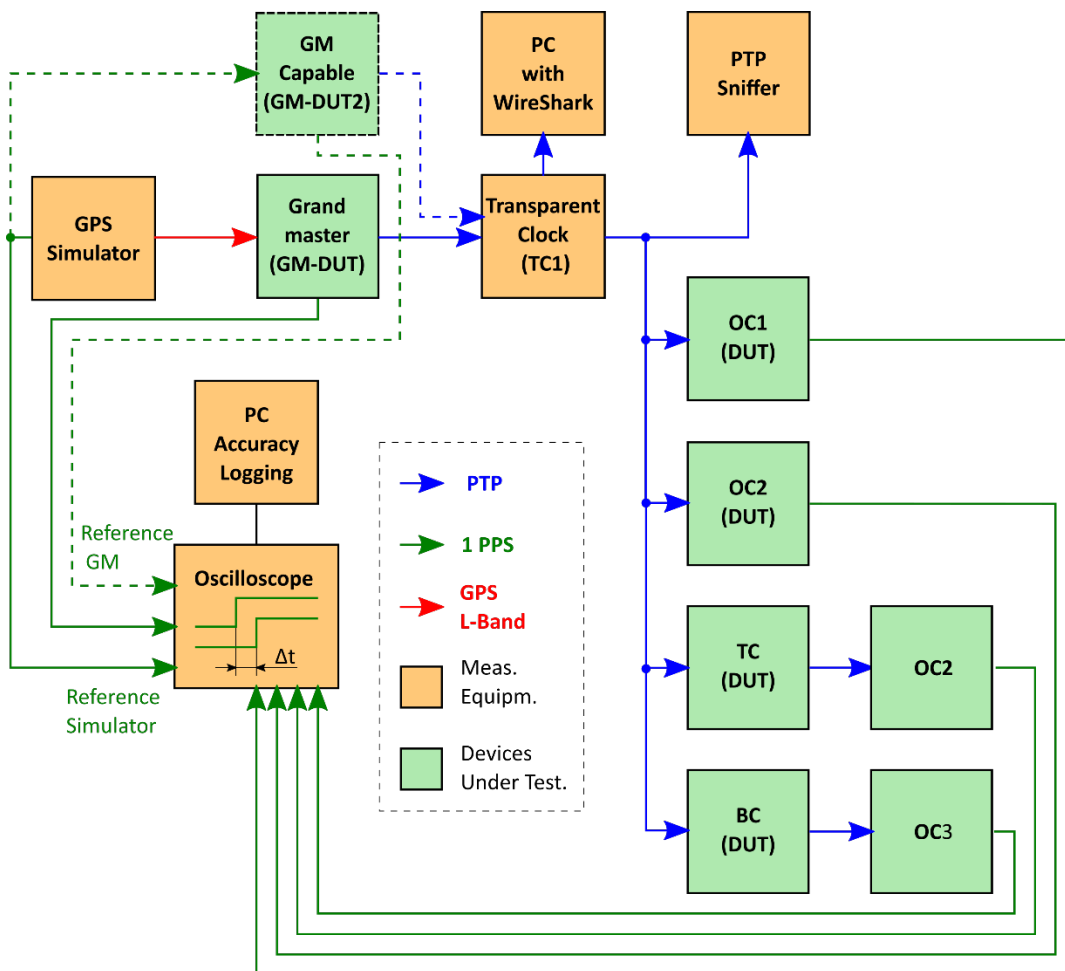 GM
Capable
(GM-DUT2)
PC
with
WireShark
PTP
Sniffer
GPS
Simulator
Grand
master
(GM-DUT)
Transparent
Clock
(TC1)
OC1
(DUT)
PC
Accuracy
Logging
OC2
(DUT)
PTP
1 PPS
GPS
L-Band
Meas.
Equipm.
Devices
Under Test.
Reference
GM
Oscilloscope
Δt
Reference
Simulator
TC
(DUT)
OC2
BC
(DUT)
OC3